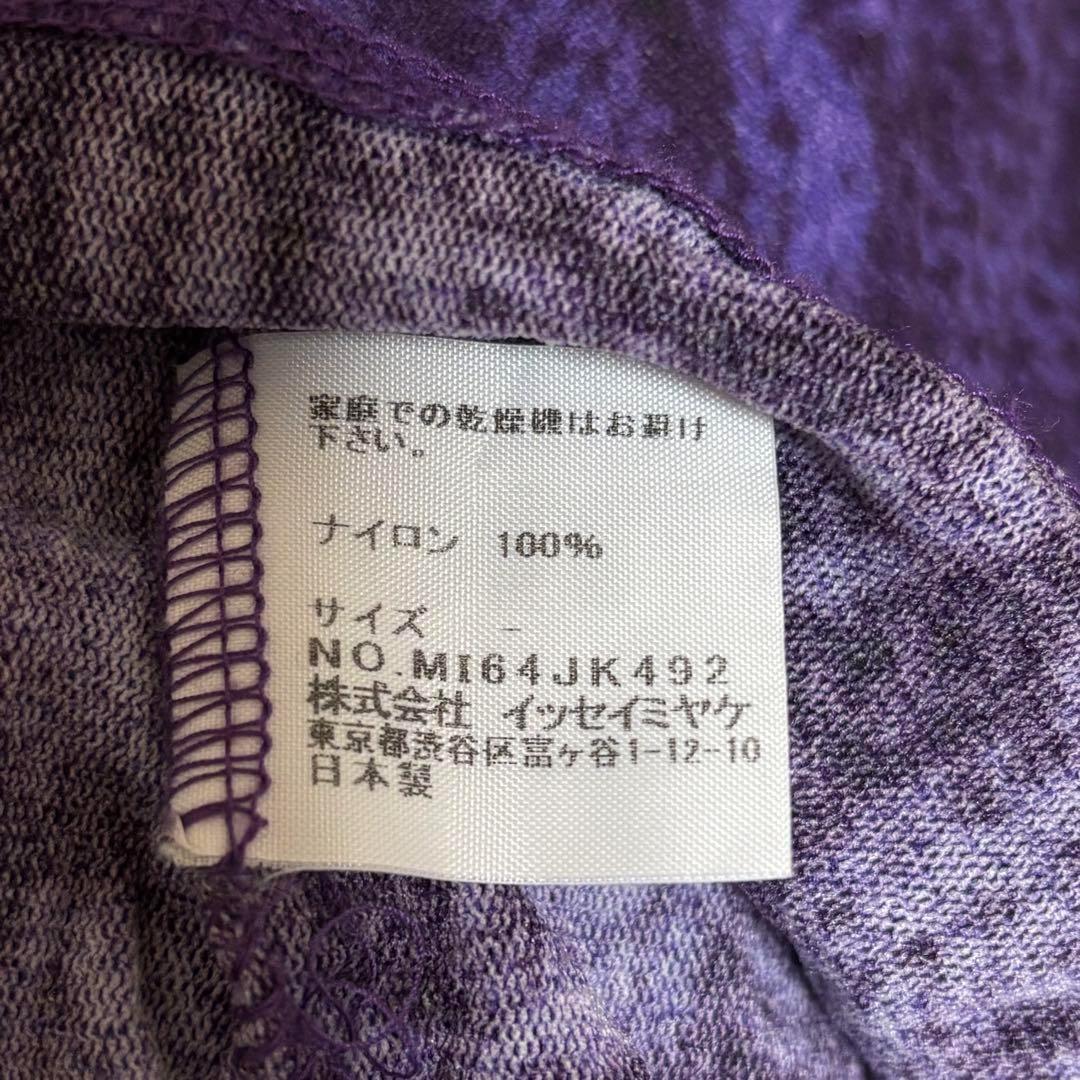 家庭での乾燥機はお避け
下さい。
ナイロン 100%
サイズ -
NO.MI64JK492
株式会社 イッセイミヤケ
東京都渋谷区富ヶ谷1-12-10
日本製